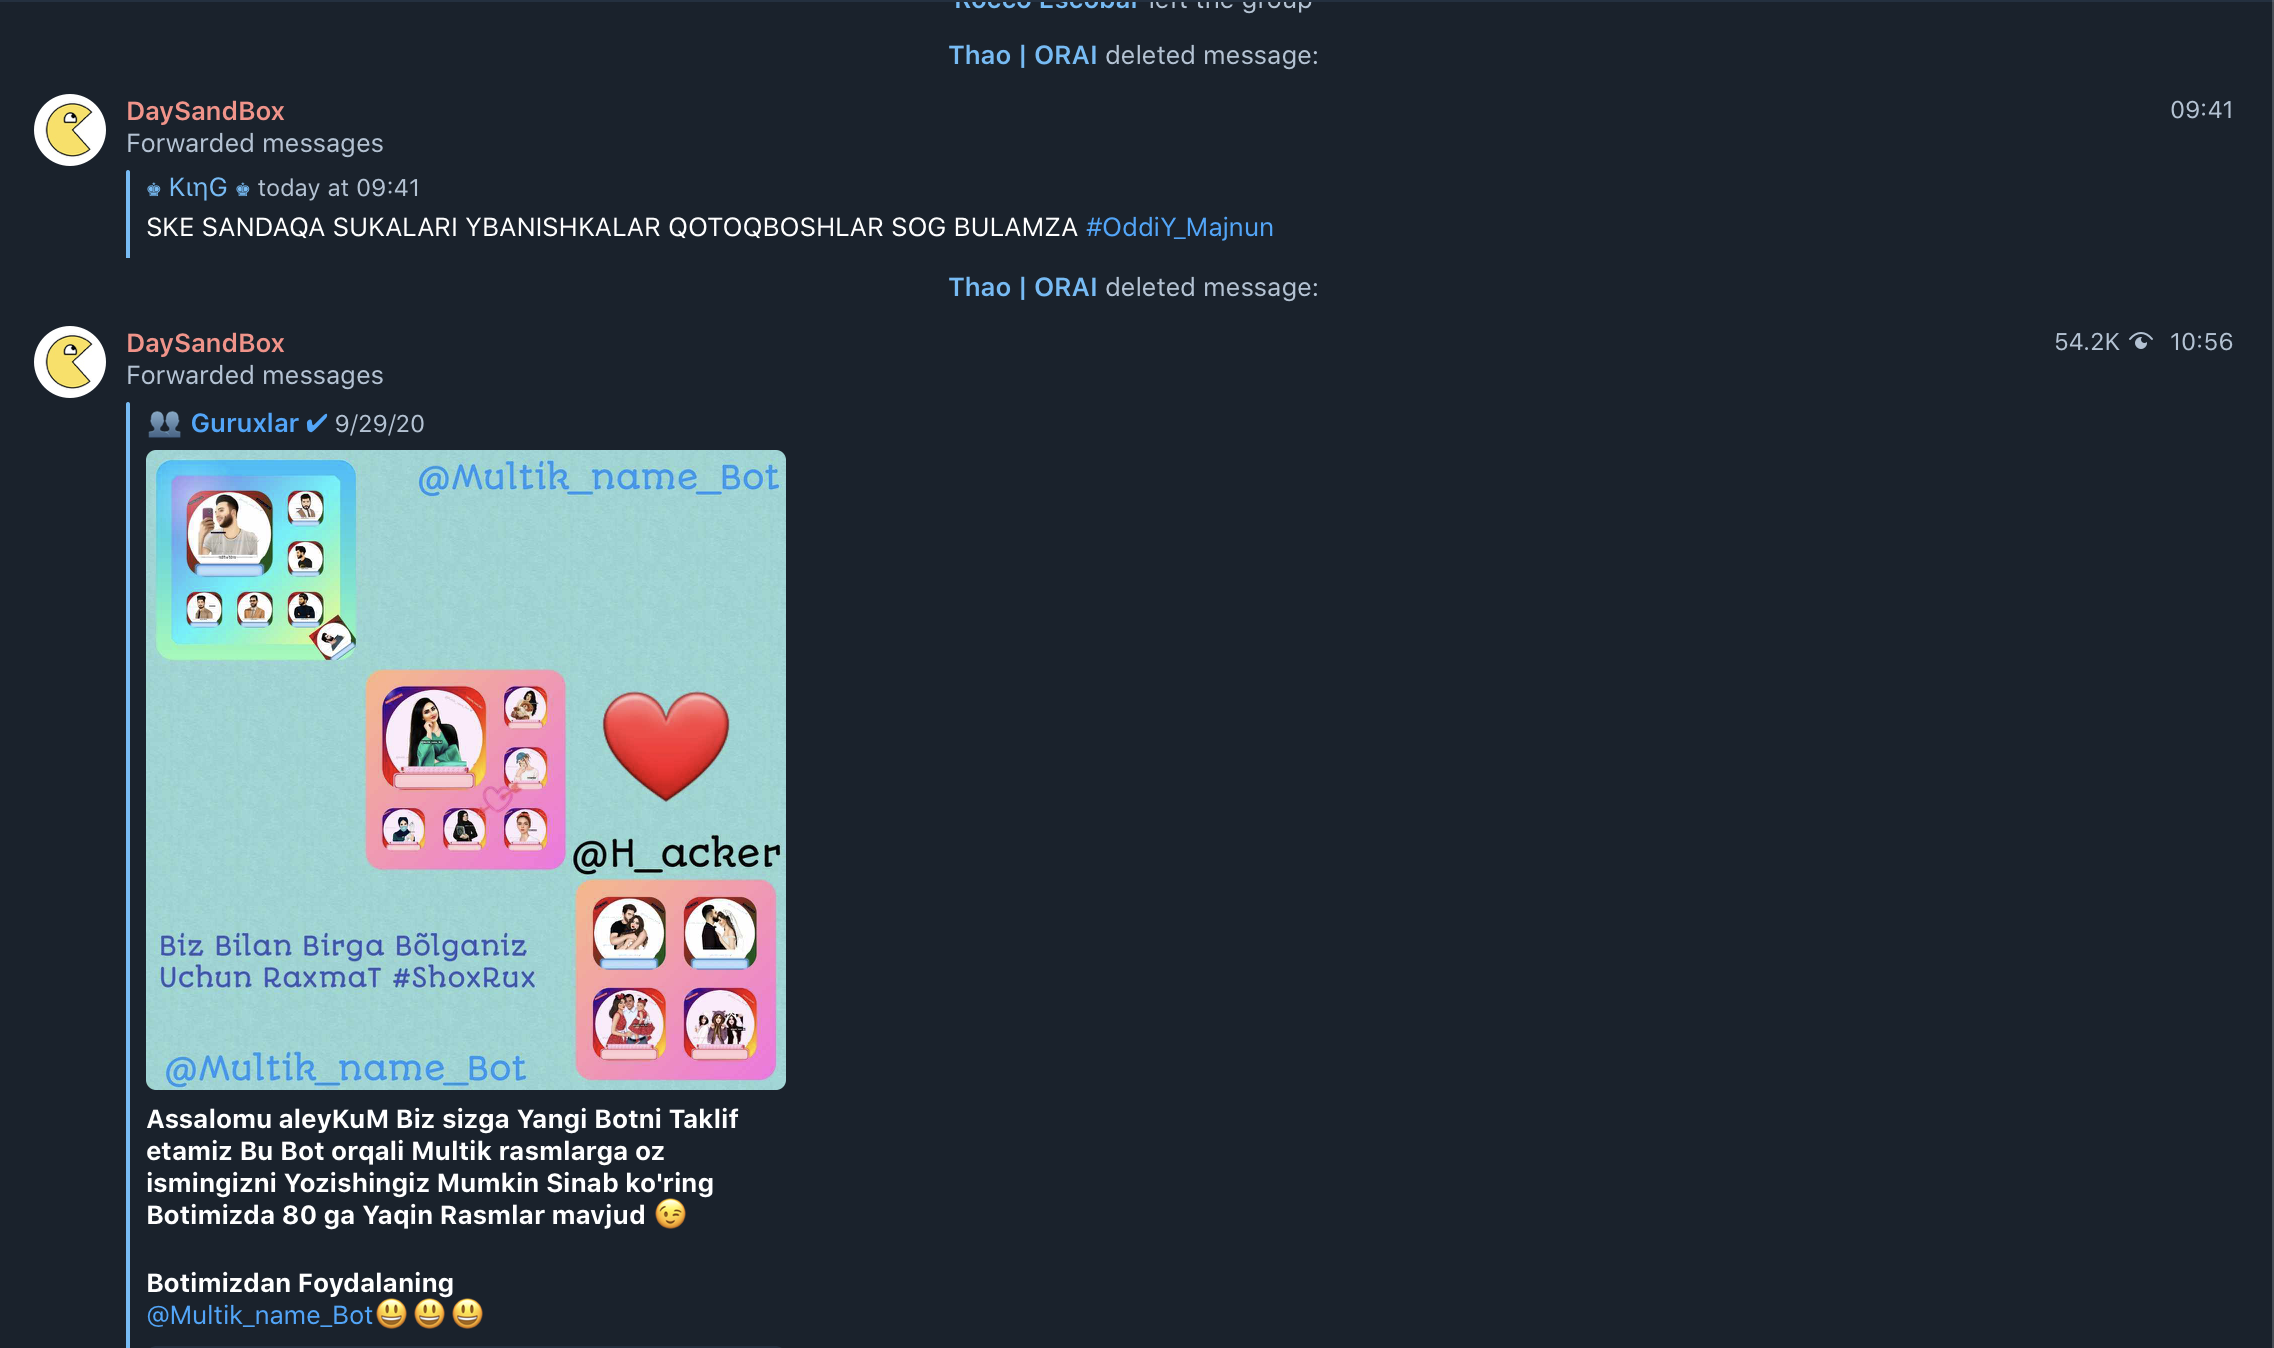 Rocco Escobar left the group
Thao | ORAI deleted message:
DaySandBox
09:41
Forwarded messages
♚ KιηG ♚ today at 09:41
SKE SANDAQA SUKALARI YBANISHKALAR QOTOQBOSHLAR SOG BULAMZA #OddiY_Majnun
Thao | ORAI deleted message:
DaySandBox
54.2K 10:56
Forwarded messages
👥 Guruxlar ✔ 9/29/20
@Multik_name_Bot
@H_acker
Biz Bilan Birga Bõlganiz
Uchun RaxmaT #ShoxRux
@Multik_name_Bot
Assalomu aleyKuM Biz sizga Yangi Botni Taklif
etamiz Bu Bot orqali Multik rasmlarga oz
ismingizni Yozishingiz Mumkin Sinab ko'ring
Botimizda 80 ga Yaqin Rasmlar mavjud 😉
Botimizdan Foydalaning
@Multik_name_Bot😃😃😃